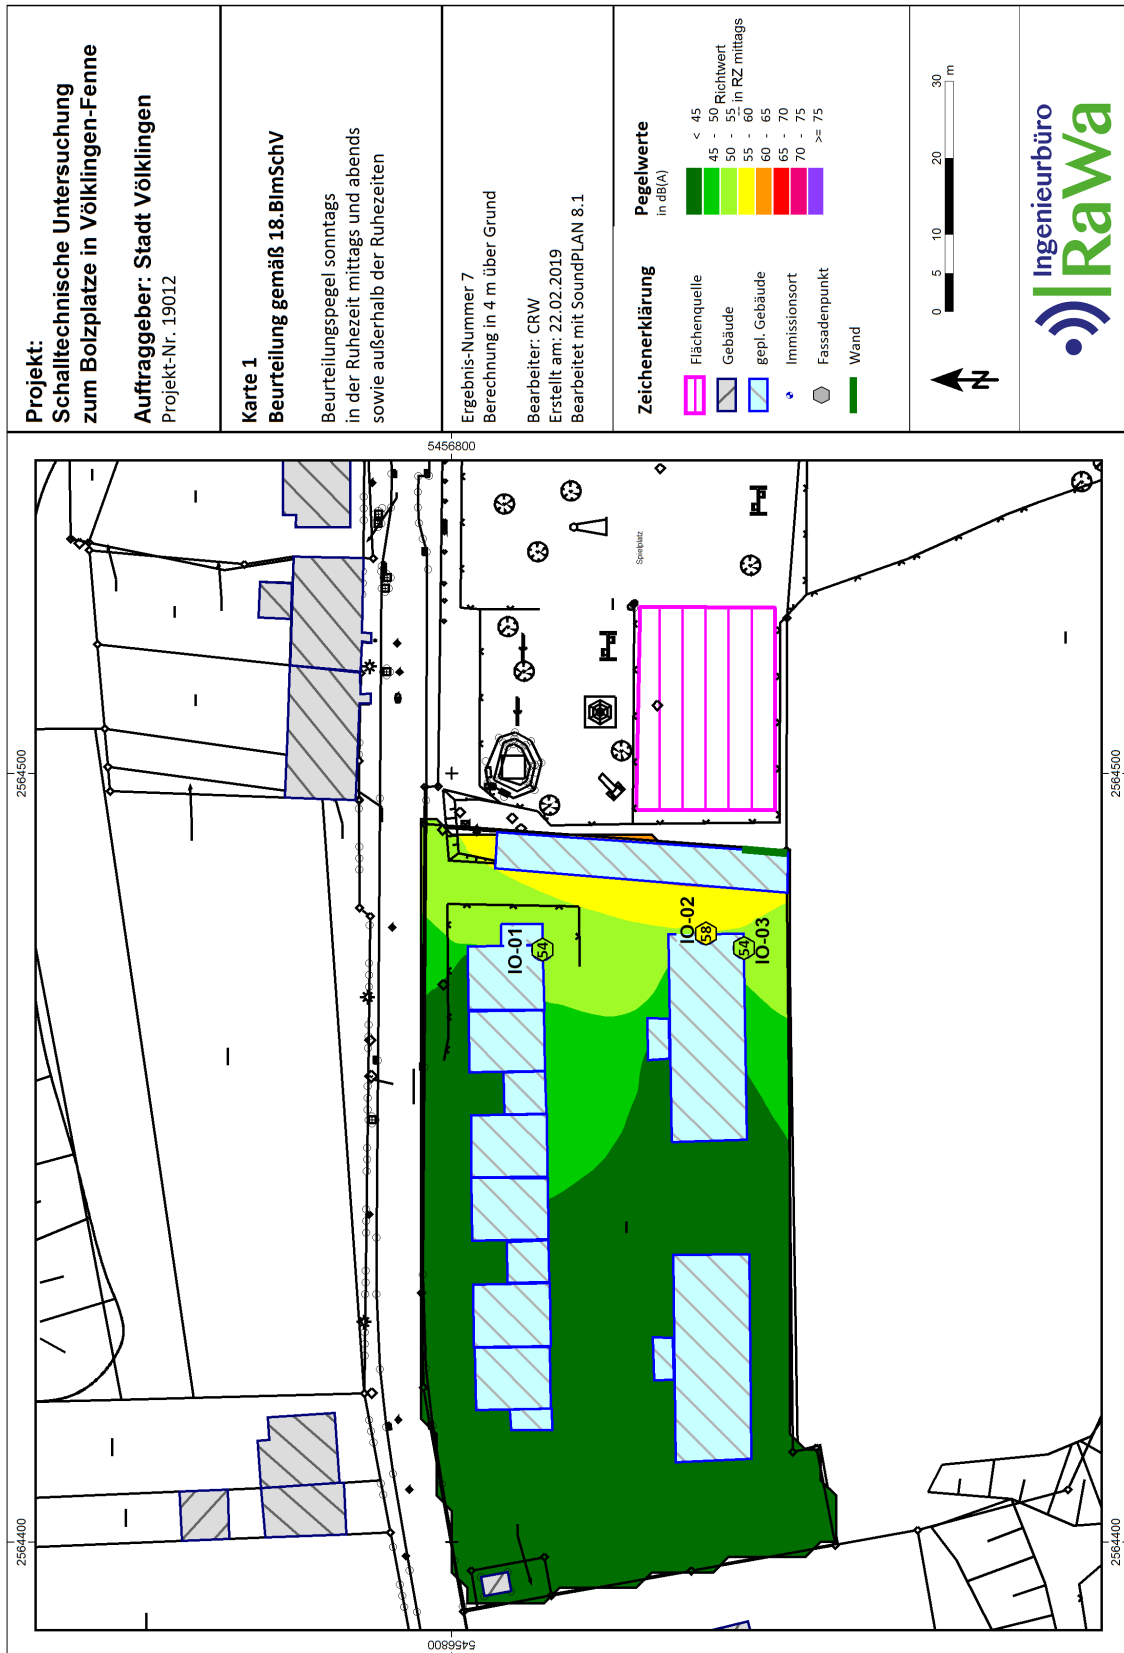 Projekt:
Schalltechnische Untersuchung
zum Bolzplatze in Völklingen-Fenne
Auftraggeber: Stadt Völklingen
Projekt-Nr. 19012
Karte 1
Beurteilung gemäß 18.BImSchV
Beurteilungspegel sonntags
in der Ruhezeit mittags und abends
sowie außerhalb der Ruhezeiten
Ergebnis-Nummer 7
Berechnung in 4 m über Grund
Bearbeiter: CRW
Erstellt am: 22.02.2019
Bearbeitet mit SoundPLAN 8.1
Zeichenerklärung
Flächenquelle
Gebäude
gepl. Gebäude
Immissionsort
Fassadenpunkt
Wand
Pegelwerte
in dB(A)
< 45
45 - 50
50 - 55
55 - 60
60 - 65
65 - 70
70 - 75
>= 75
Richtwert
in RZ mittags
N
0 5 10 20 30
m
Ingenieurbüro
RaWa
2564400
2564500
5456800
5456800
2564400
2564500
Spielplatz
IO-01
54
IO-02
58
IO-03
54